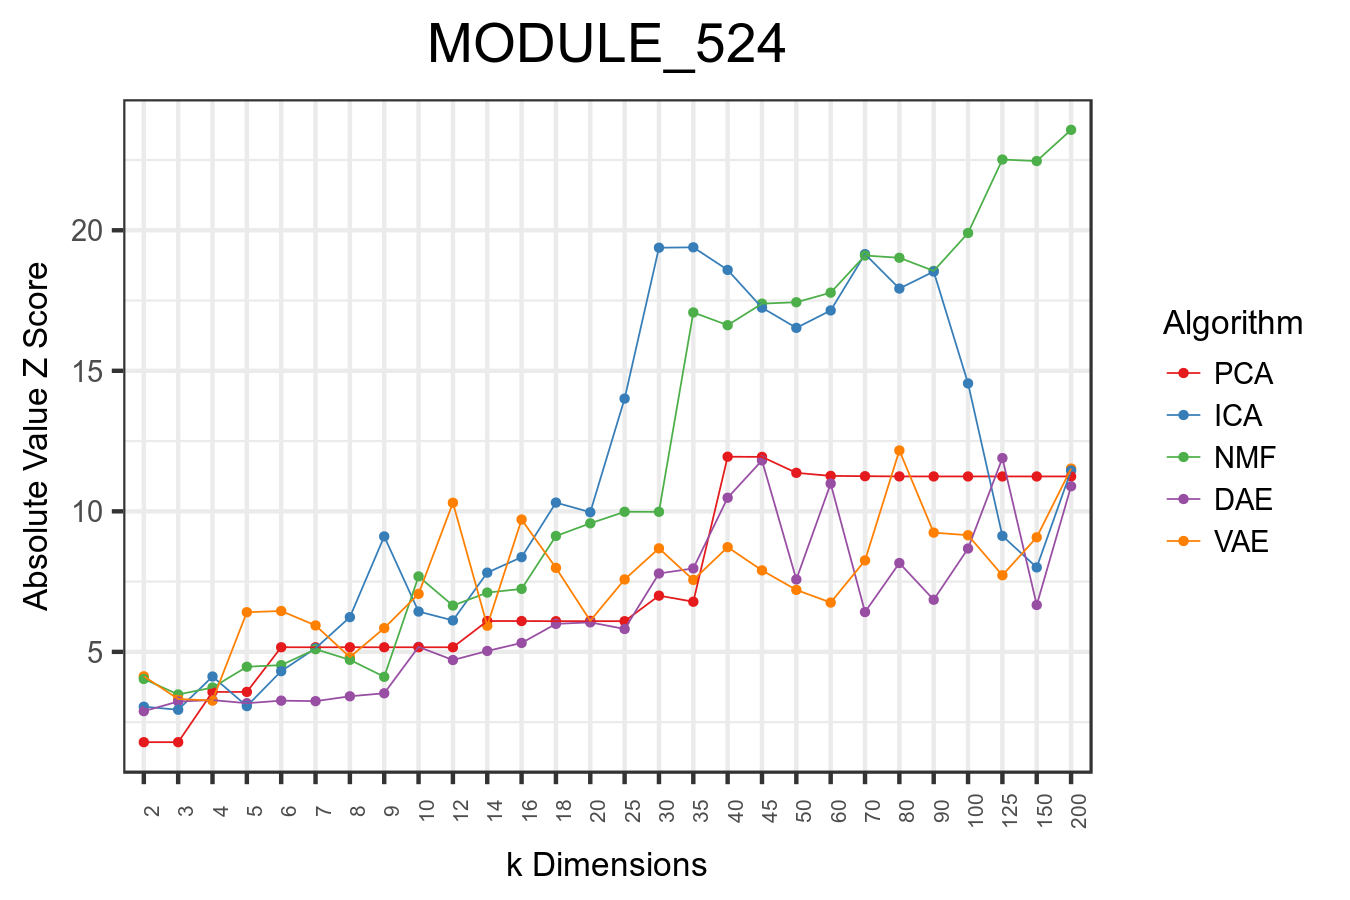 MODULE_524
Absolute Value Z Score
20
15
10
5
2 3 4 5 6 7 8 9 10 12 14 16 18 20 25 30 35 40 45 50 60 70 80 90 100 125 150 200
k Dimensions
Algorithm
PCA
ICA
NMF
DAE
VAE